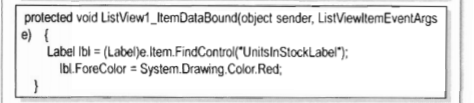 protected void ListView1_ItemDataBound(object sender, ListViewItemEventArgs
e) {
Label lbl = (Label)e.Item.FindControl("UnitsInStockLabel");
lbl.ForeColor = System.Drawing.Color.Red;
}